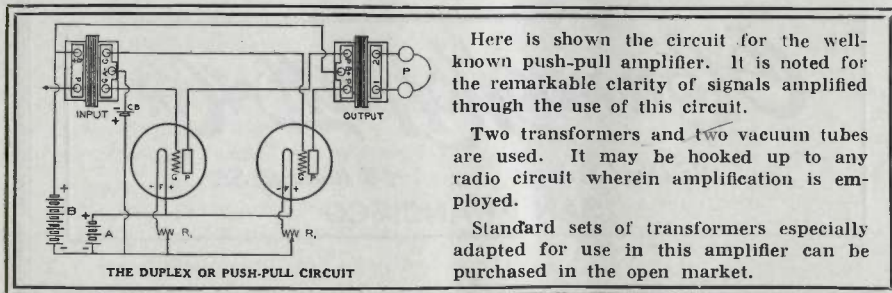 Here is shown the circuit for the well-
known push-pull amplifier. It is noted for
the remarkable clarity of signals amplified
through the use of this circuit.
Two transformers and two vacuum tubes
are used. It may be hooked up to any
radio circuit wherein amplification is em-
ployed.
Standard sets of transformers especially
adapted for use in this amplifier can be
purchased in the open market.
INPUT
OUTPUT
CB
P
2
1
G
P
G
P
- F +
- F +
B
A
R,
R,
THE DUPLEX OR PUSH-PULL CIRCUIT